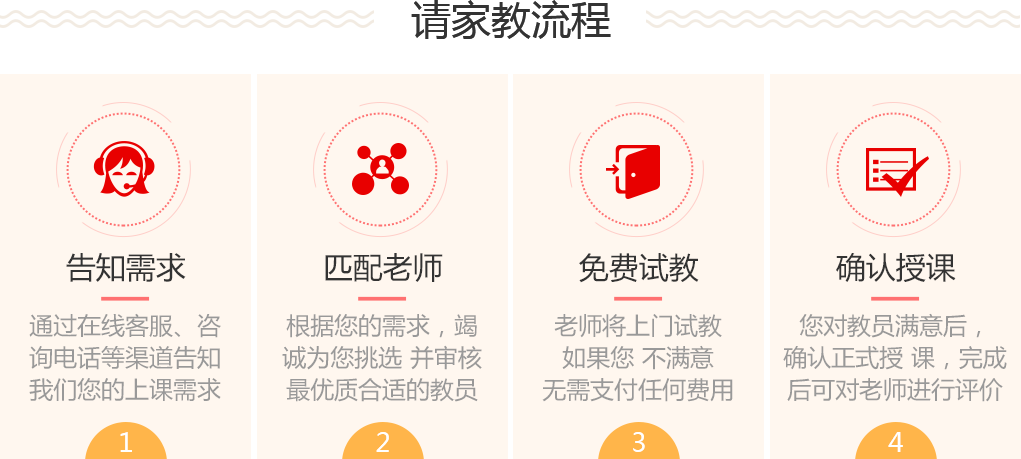 请家教流程
告知需求
通过在线客服、咨
询电话等渠道告知
我们您的上课需求
1
匹配老师
根据您的需求，竭
诚为您挑选 并审核
最优质合适的教员
2
免费试教
老师将上门试教
如果您 不满意
无需支付任何费用
3
确认授课
您对教员满意后，
确认正式授 课，完成
后可对老师进行评价
4